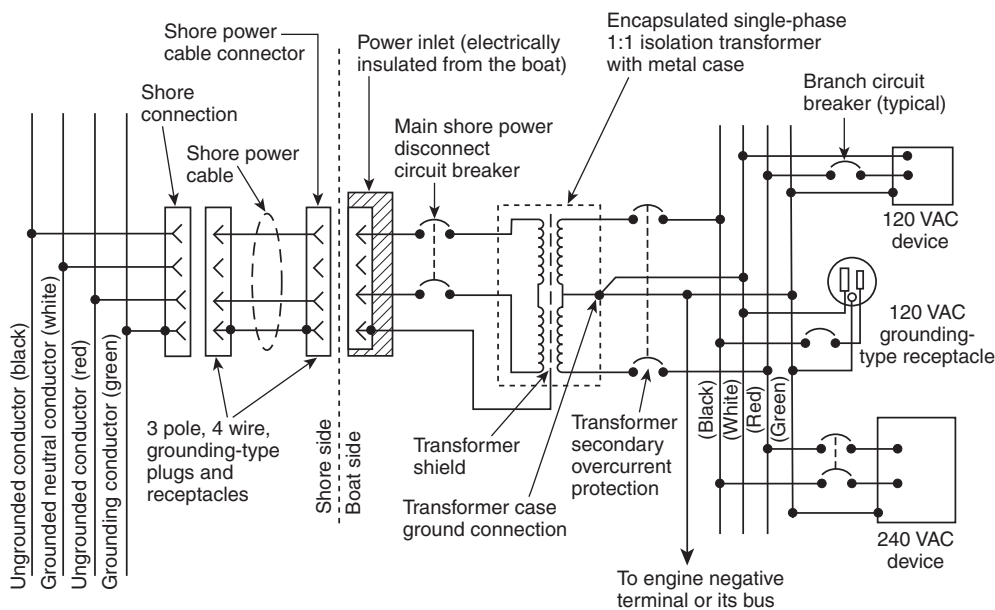 Shore power
cable connector
Encapsulated single-phase
1:1 isolation transformer
with metal case
Power inlet (electrically
insulated from the boat)
Branch circuit
breaker (typical)
Shore
connection
Main shore power
disconnect
circuit breaker
Shore power
cable
120 VAC
device
120 VAC
grounding-
type receptacle
Ungrounded conductor (black)
Grounded neutral conductor (white)
Ungrounded conductor (red)
Grounding conductor (green)
3 pole, 4 wire,
grounding-type
plugs and
receptacles
Shore side
Boat side
Transformer
shield
Transformer case
ground connection
Transformer
secondary
overcurrent
protection
(Black)
(White)
(Red)
(Green)
240 VAC
device
To engine negative
terminal or its bus